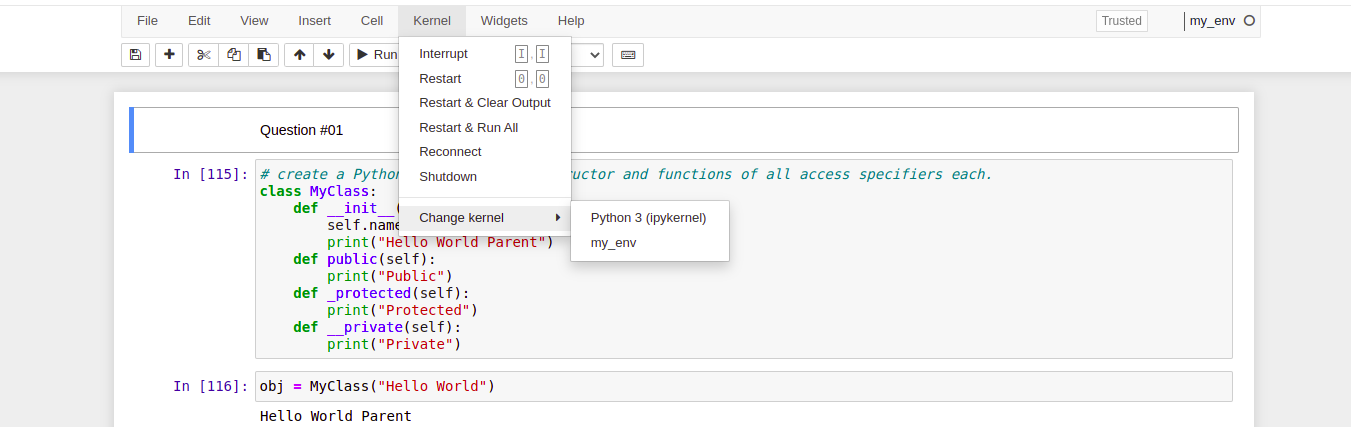 File Edit View Insert Cell Kernel Widgets Help Trusted my_env
Run
Interrupt I,I
Restart 0,0
Restart & Clear Output
Restart & Run All
Reconnect
Shutdown
Change kernel
Python 3 (ipykernel)
my_env
Question #01
In [115]: # create a Python uctor and functions of all access specifiers each.
class MyClass:
def __init__(
self.name
print("Hello World Parent")
def public(self):
print("Public")
def _protected(self):
print("Protected")
def __private(self):
print("Private")
In [116]: obj = MyClass("Hello World")
Hello World Parent